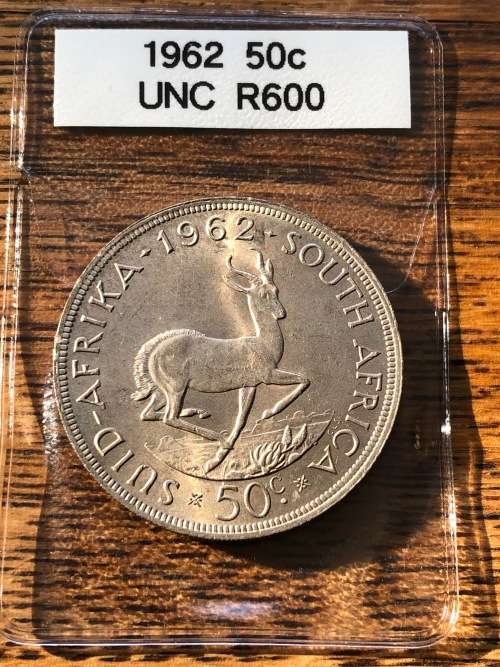 1962 50c
UNC R600
SUID-AFRIKA · 1962 · SOUTH AFRICA
50c